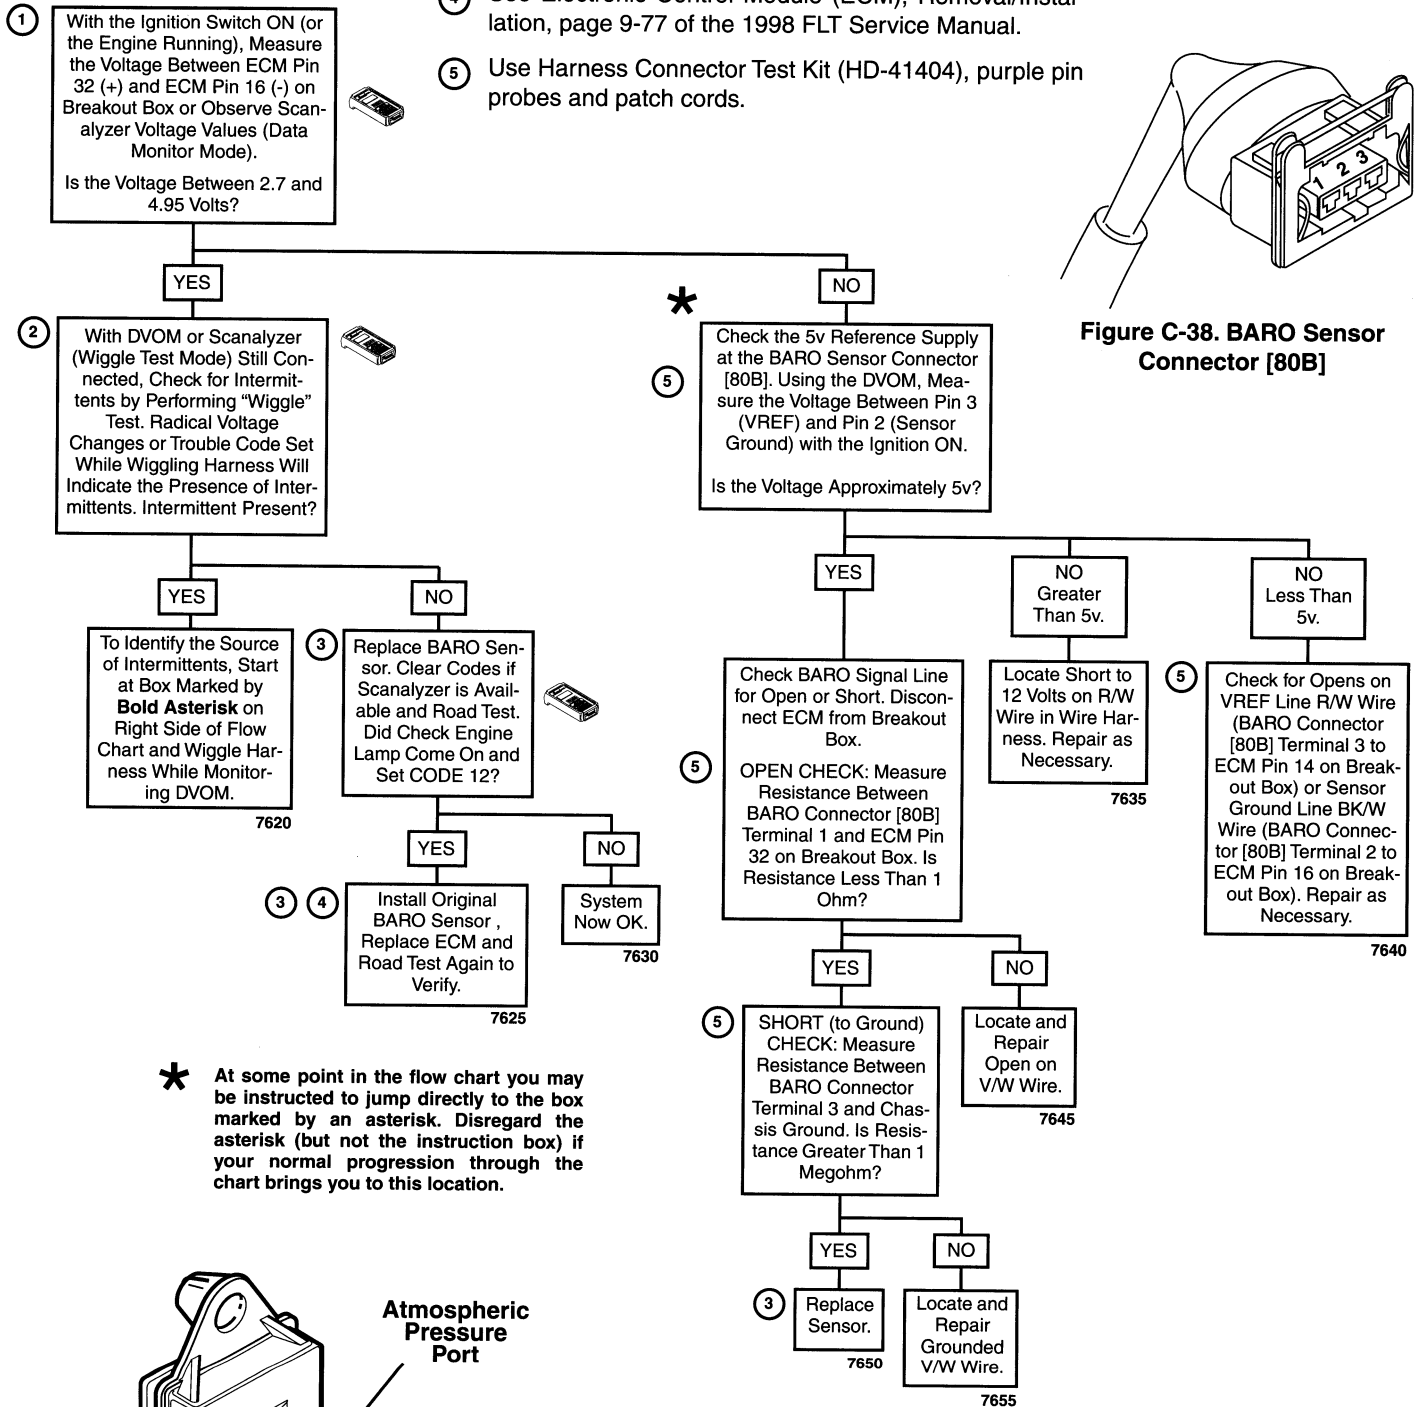 1
With the Ignition Switch ON (or
the Engine Running), Measure
the Voltage Between ECM Pin
32 (+) and ECM Pin 16 (-) on
Breakout Box or Observe Scan-
alyzer Voltage Values (Data
Monitor Mode).
Is the Voltage Between 2.7 and
4.95 Volts?
4
See Electronic Control Module (ECM), Removal/Instal-
lation, page 9-77 of the 1998 FLT Service Manual.
5
Use Harness Connector Test Kit (HD-41404), purple pin
probes and patch cords.
1 2 3
Figure C-38. BARO Sensor
Connector [80B]
YES
NO
2
With DVOM or Scanalyzer
(Wiggle Test Mode) Still Con-
nected, Check for Intermit-
tents by Performing “Wiggle”
Test. Radical Voltage
Changes or Trouble Code Set
While Wiggling Harness Will
Indicate the Presence of Inter-
mittents. Intermittent Present?
*
5
Check the 5v Reference Supply
at the BARO Sensor Connector
[80B]. Using the DVOM, Mea-
sure the Voltage Between Pin 3
(VREF) and Pin 2 (Sensor
Ground) with the Ignition ON.
Is the Voltage Approximately 5v?
YES
NO
YES
NO
Greater
Than 5v.
NO
Less Than
5v.
To Identify the Source
of Intermittents, Start
at Box Marked by
Bold Asterisk on
Right Side of Flow
Chart and Wiggle Har-
ness While Monitor-
ing DVOM.
7620
3
Replace BARO Sen-
sor. Clear Codes if
Scanalyzer is Avail-
able and Road Test.
Did Check Engine
Lamp Come On and
Set CODE 12?
5
Check BARO Signal Line
for Open or Short. Discon-
nect ECM from Breakout
Box.
OPEN CHECK: Measure
Resistance Between
BARO Connector [80B]
Terminal 1 and ECM Pin
32 on Breakout Box. Is
Resistance Less Than 1
Ohm?
Locate Short to
12 Volts on R/W
Wire in Wire Har-
ness. Repair as
Necessary.
7635
5
Check for Opens on
VREF Line R/W Wire
(BARO Connector
[80B] Terminal 3 to
ECM Pin 14 on Break-
out Box) or Sensor
Ground Line BK/W
Wire (BARO Connec-
tor [80B] Terminal 2 to
ECM Pin 16 on Break-
out Box). Repair as
Necessary.
7640
YES
NO
3 4
Install Original
BARO Sensor ,
Replace ECM and
Road Test Again to
Verify.
7625
System
Now OK.
7630
YES
NO
5
SHORT (to Ground)
CHECK: Measure
Resistance Between
BARO Connector
Terminal 3 and Chas-
sis Ground. Is Resis-
tance Greater Than 1
Megohm?
Locate and
Repair
Open on
V/W Wire.
7645
*
At some point in the flow chart you may
be instructed to jump directly to the box
marked by an asterisk. Disregard the
asterisk (but not the instruction box) if
your normal progression through the
chart brings you to this location.
YES
NO
3
Replace
Sensor.
7650
Locate and
Repair
Grounded
V/W Wire.
7655
Atmospheric
Pressure
Port